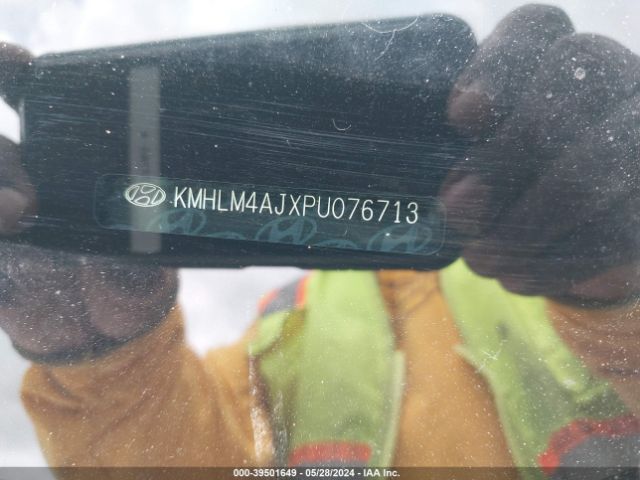 KMHLM4AJXPU076713
000-39501649 - 05/28/2024 - IAA Inc.